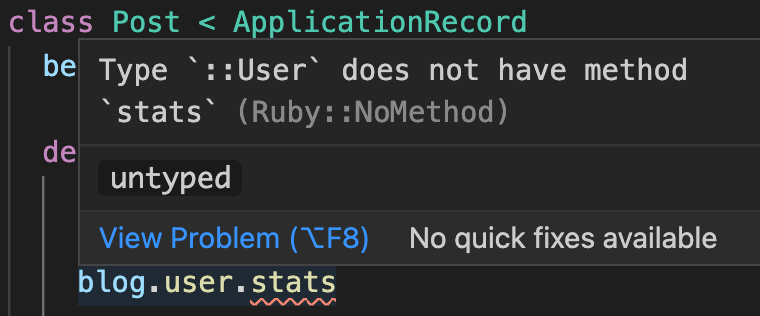 class Post < ApplicationRecord
be
Type `::User` does not have method
`stats` (Ruby::NoMethod)
de
untyped
View Problem (⌥F8) No quick fixes available
blog.user.stats